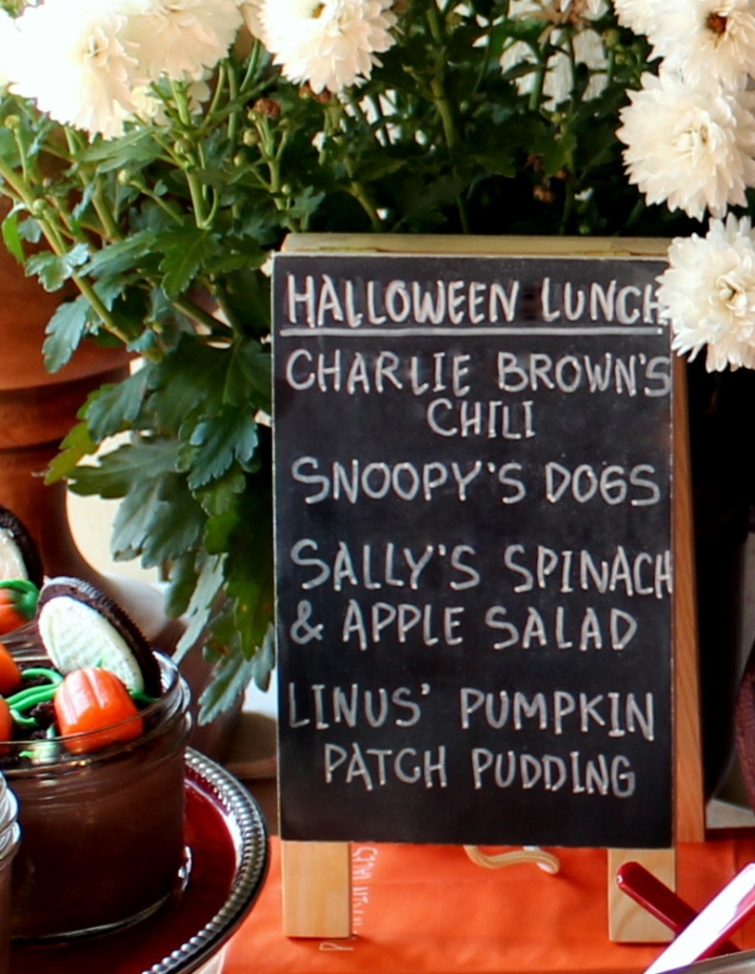 HALLOWEEN LUNCH
CHARLIE BROWN'S
CHILI
SNOOPY'S DOGS
SALLY'S SPINACH
& APPLE SALAD
LINUS' PUMPKIN
PATCH PUDDING